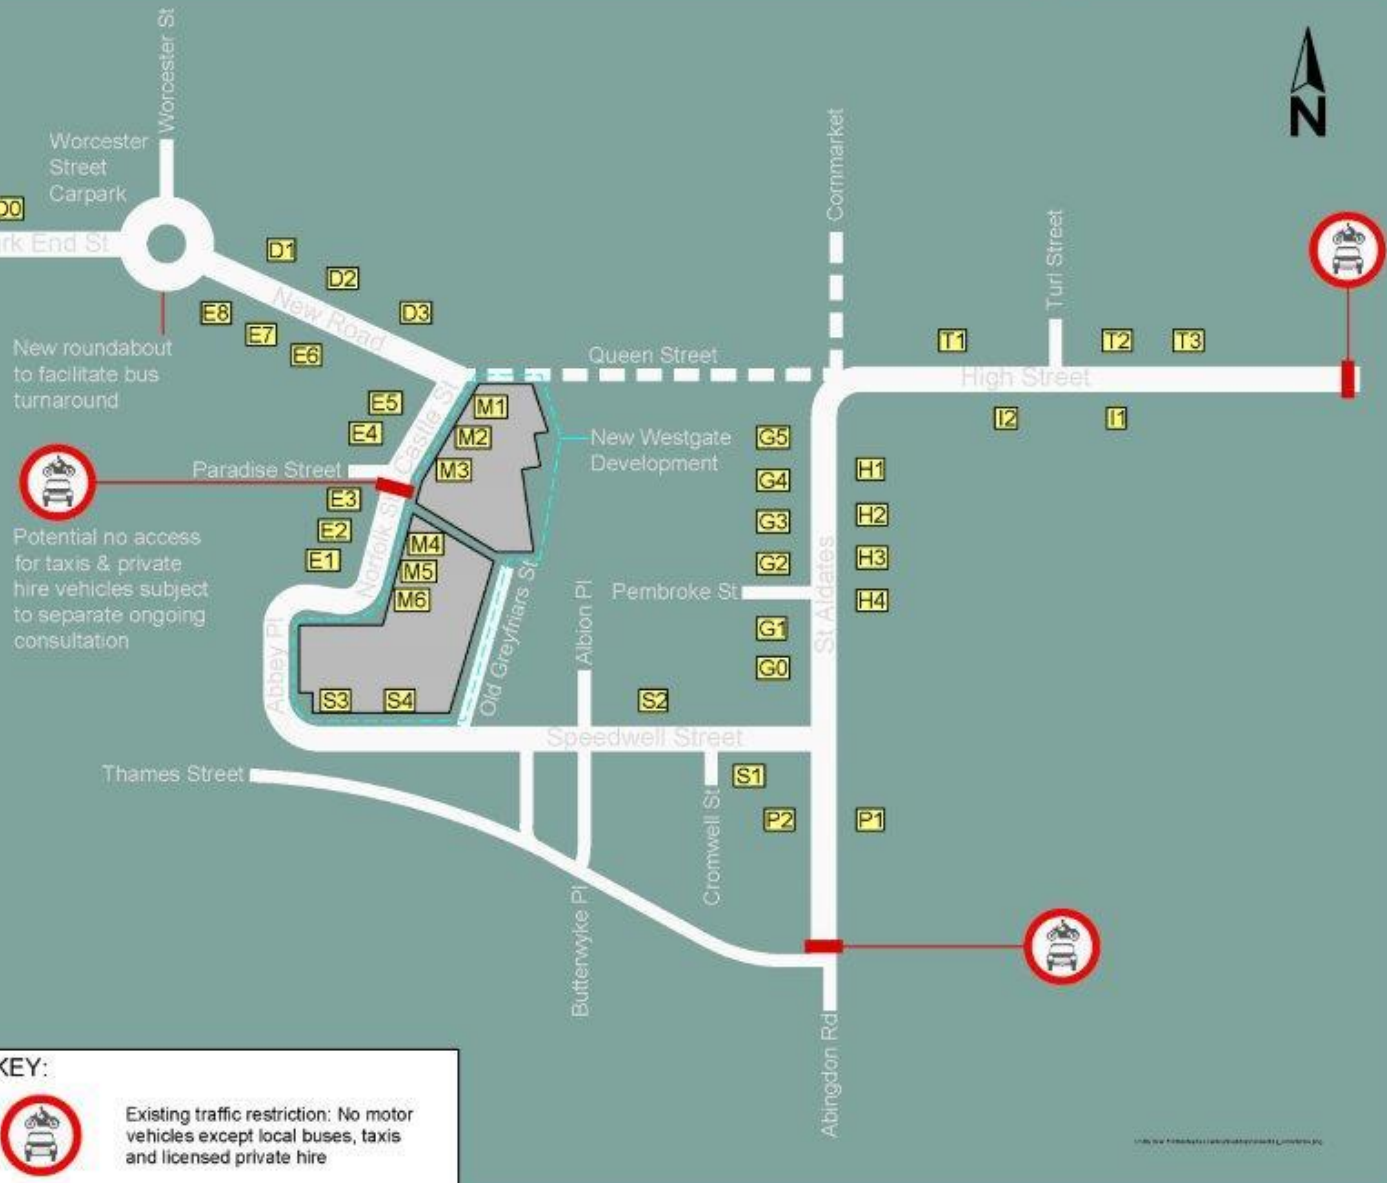 Worcester St
Worcester
Street
Carpark
D0
rk End St
D1
D2
D3
New Road
E8
E7
E6
New roundabout
to facilitate bus
turnaround
Cornmarket
Turl Street
N
Queen Street
T1
T2
T3
High Street
I2
I1
E5
E4
Castle St
M1
M2
M3
New Westgate
Development
Paradise Street
E3
E2
E1
Norfolk St
M4
M5
M6
Potential no access
for taxis & private
hire vehicles subject
to separate ongoing
consultation
G5
G4
G3
G2
H1
H2
H3
H4
Pembroke St
St Aldates
G1
G0
Abbey Pl
Old Greyfriars St
Albion Pl
S3
S4
S2
Speedwell Street
Thames Street
S1
P2
P1
Cromwell St
Butterwyke Pl
Abingdon Rd
KEY:
Existing traffic restriction: No motor
vehicles except local buses, taxis
and licensed private hire